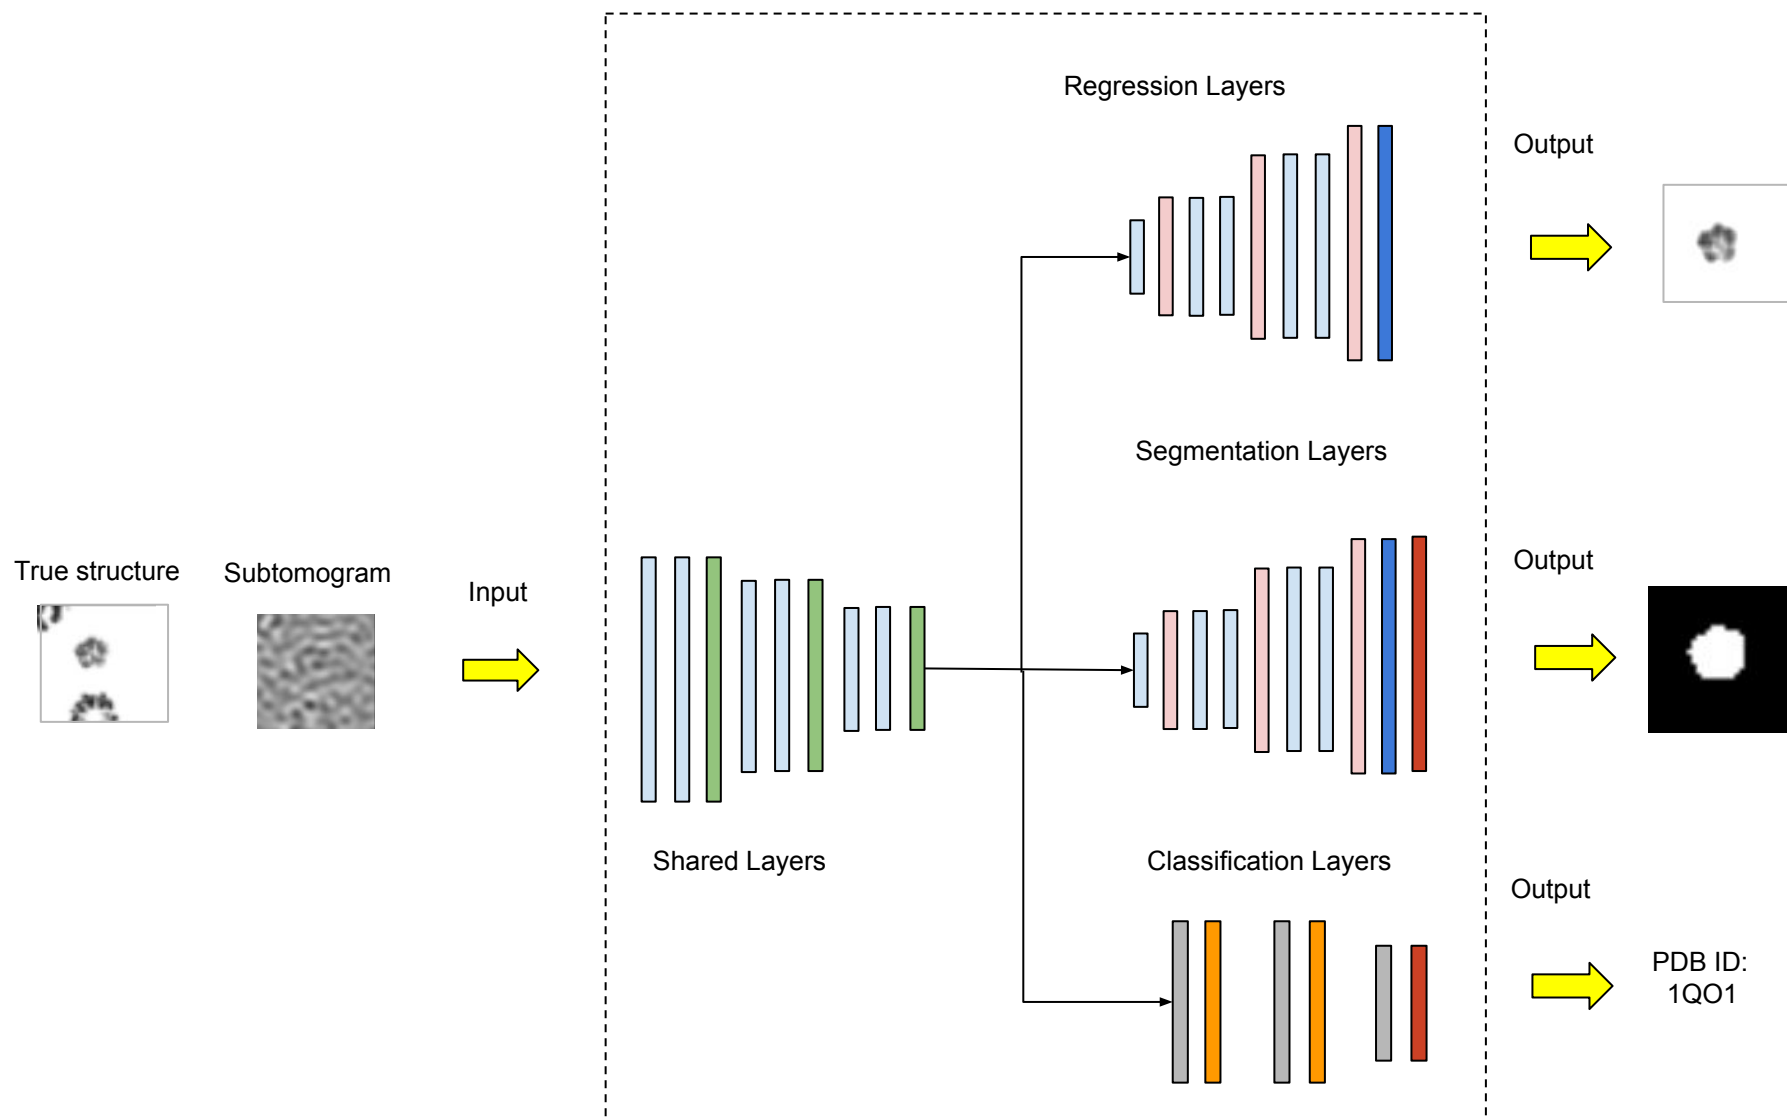 Regression Layers
Output
Segmentation Layers
Output
True structure
Subtomogram
Input
Shared Layers
Classification Layers
Output
PDB ID:
1QO1